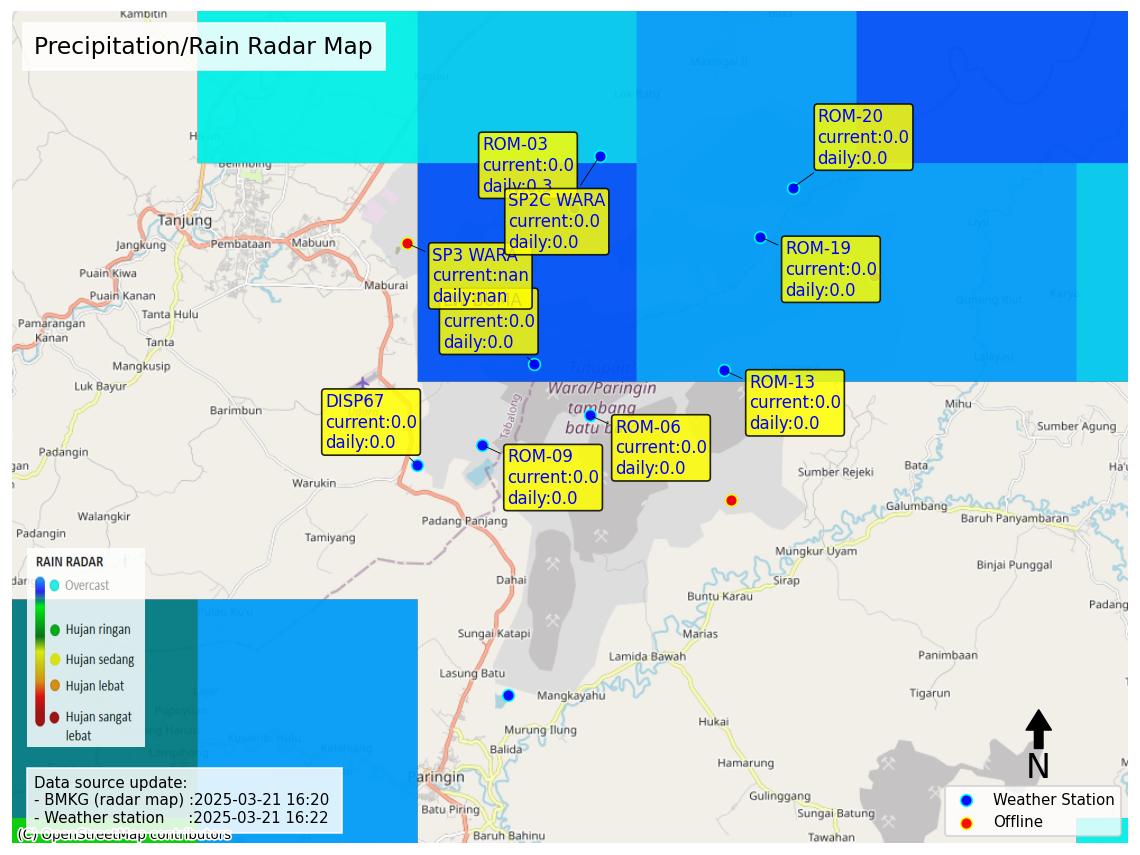 Kambitin
Precipitation/Rain Radar Map
ROM-20
current:0.0
daily:0.0
ROM-03
current:0.0
daily:0.3
SP2C WARA
current:0.0
daily:0.0
Belimbing
Tanjung
Jangkung
Pembataan
Mabuun
SP3 WARA
current:nan
daily:nan
ROM-19
current:0.0
daily:0.0
Puain Kiwa
Maburai
Puain Kanan
Tanta Hulu
current:0.0
daily:0.0
Pamarangan
Kanan
Tanta
Mangkusip
Luk Bayur
Wara/Paringin
tambang
ROM-13
current:0.0
daily:0.0
DISP67
current:0.0
daily:0.0
Barimbun
Tabalong
Mihu
Sumber Agung
ROM-06
current:0.0
daily:0.0
ROM-09
current:0.0
daily:0.0
Padangin
Warukin
Sumber Rejeki
Bata
Galumbang
Baruh Panyambaran
Walangkir
Padangin
Tamiyang
Padang Panjang
Mungkur Uyam
Binjai Punggal
Sirap
Dahai
Buntu Karau
Padang
RAIN RADAR
Overcast
Hujan ringan
Hujan sedang
Hujan lebat
Hujan sangat
lebat
Sungai Katapi
Marias
Lamida Bawah
Panimbaan
Lasung Batu
Mangkayahu
Tigarun
Hukai
Murung Ilung
Balida
Hamarung
N
Paringin
Gulinggang
Batu Piring
Sungai Batung
Baruh Bahinu
Tawahan
Data source update:
- BMKG (radar map) :2025-03-21 16:20
- Weather station :2025-03-21 16:22
(C) OpenStreetMap contributors
Weather Station
Offline